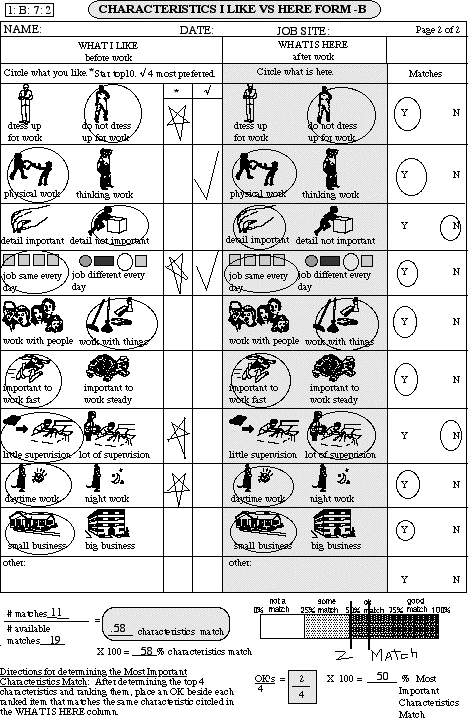 1: B: 7: 2
CHARACTERISTICS I LIKE VS HERE FORM -B
NAME: DATE: JOB SITE: Page 2 of 2
WHAT I LIKE WHAT IS HERE
before work after work
Circle what you like. *Star top10. √ 4 most preferred. Circle what is here. Matches
* √
dress up do not dress dress up do not dress Y N
for work up for work for work up for work
physical work thinking work physical work thinking work Y N
detail important detail not important detail important detail not important Y N
job same every job different every job same every job different every Y N
day day day day
work with people work with things work with people work with things Y N
important to important to important to important to Y N
work fast work steady work fast work steady
little supervision lot of supervision little supervision lot of supervision Y N
daytime work night work daytime work night work Y N
small business big business small business big business Y N
other: other:
Y N
# matches 11
# available
matches 19
= 58 characteristics match
X 100 = 58 % characteristics match
not a some ok good
match match match match
0% 25% 50% 75% 100%
2 MATCH
Directions for determining the Most Important
Characteristics Match: After determining the top 4
characteristics and ranking them, place an OK beside each
ranked item that matches the same characteristic circled in
the WHAT IS HERE column.
OK's = 2 X 100 = 50 % Most
4 4 Important
Characteristics
Match